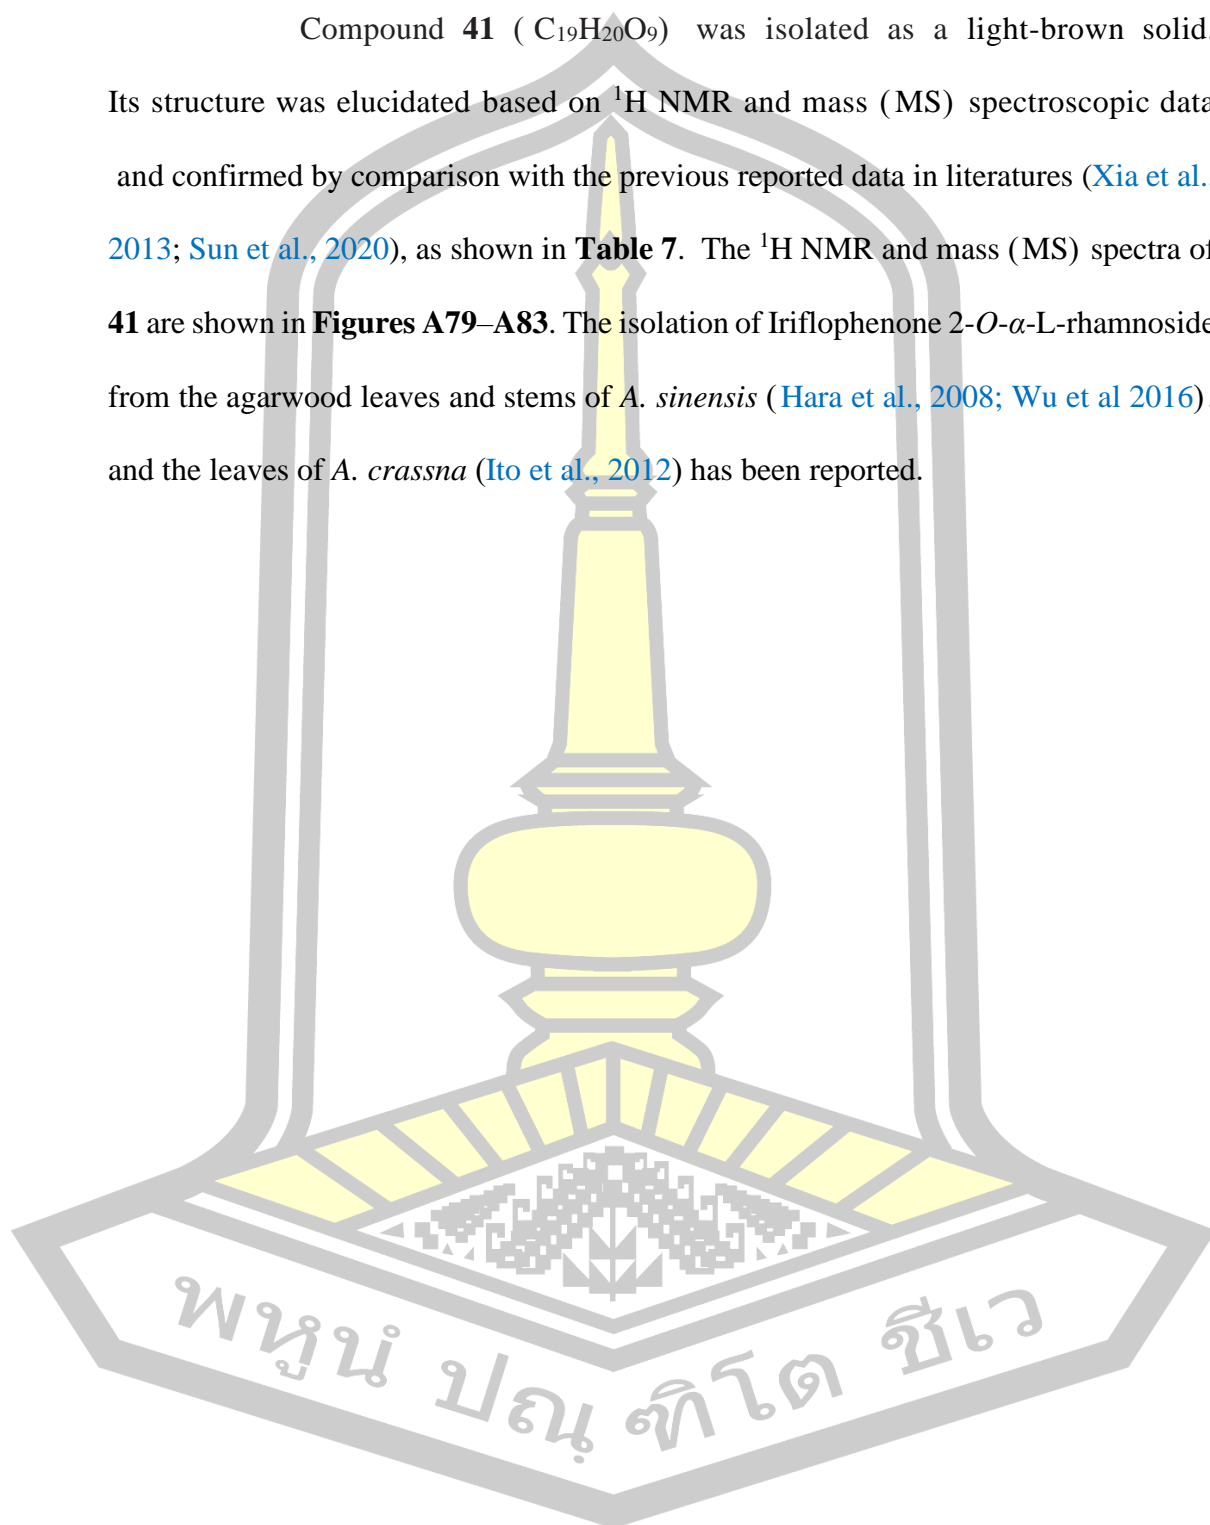 Compound 41 ( C₁₉H₂₀O₉) was isolated as a light-brown solid.
Its structure was elucidated based on ¹H NMR and mass (MS) spectroscopic data
and confirmed by comparison with the previous reported data in literatures (Xia et al.,
2013; Sun et al., 2020), as shown in Table 7. The ¹H NMR and mass (MS) spectra of
41 are shown in Figures A79–A83. The isolation of Iriflophenone 2-O-α-L-rhamnoside
from the agarwood leaves and stems of A. sinensis (Hara et al., 2008; Wu et al 2016),
and the leaves of A. crassna (Ito et al., 2012) has been reported.
พหูนํ ปณฺฑิโต ชีเว